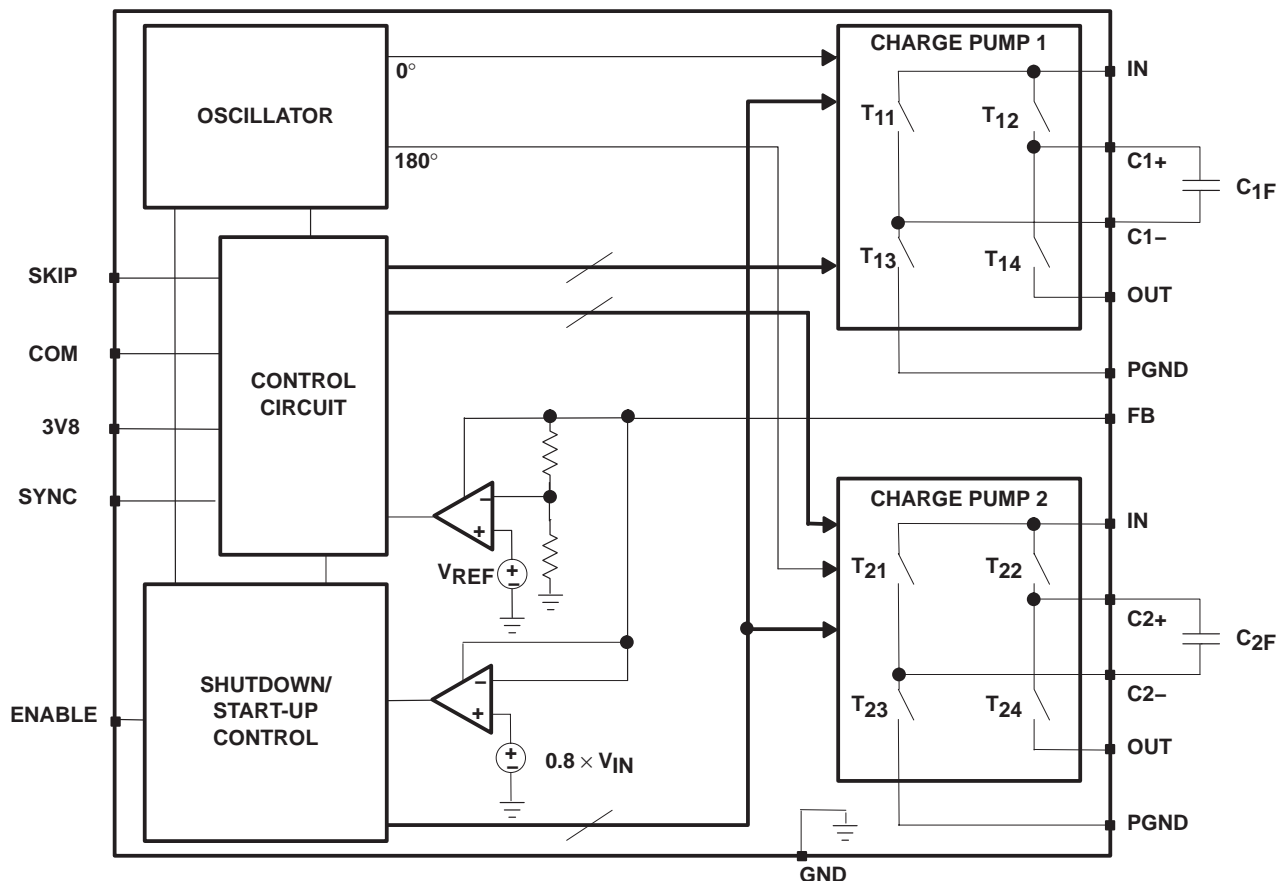 OSCILLATOR
0°
180°
CHARGE PUMP 1
T11
T12
T13
T14
IN
C1+
C1F
C1–
OUT
PGND
SKIP
COM
3V8
SYNC
CONTROL
CIRCUIT
FB
–
+
VREF
+
–
CHARGE PUMP 2
T21
T22
T23
T24
IN
C2+
C2F
C2–
OUT
PGND
ENABLE
SHUTDOWN/
START-UP
CONTROL
–
+
+
–
0.8 × VIN
GND